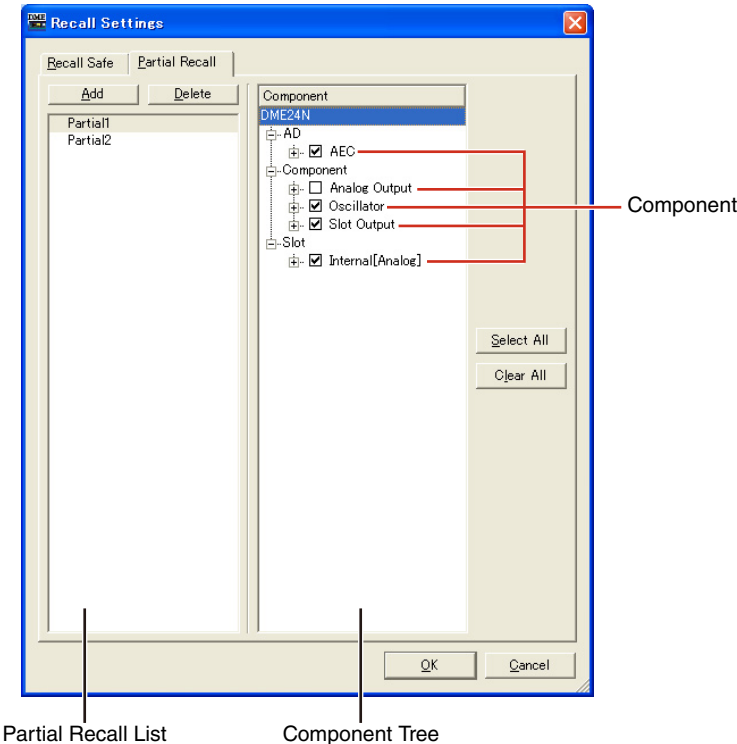 DME
Recall Settings
Recall Safe
Partial Recall
Add
Delete
Partial1
Partial2
Component
DME24N
AD
AEC
Component
Analog Output
Oscillator
Slot Output
Slot
Internal[Analog]
Component
Select All
Clear All
OK
Cancel
Partial Recall List
Component Tree